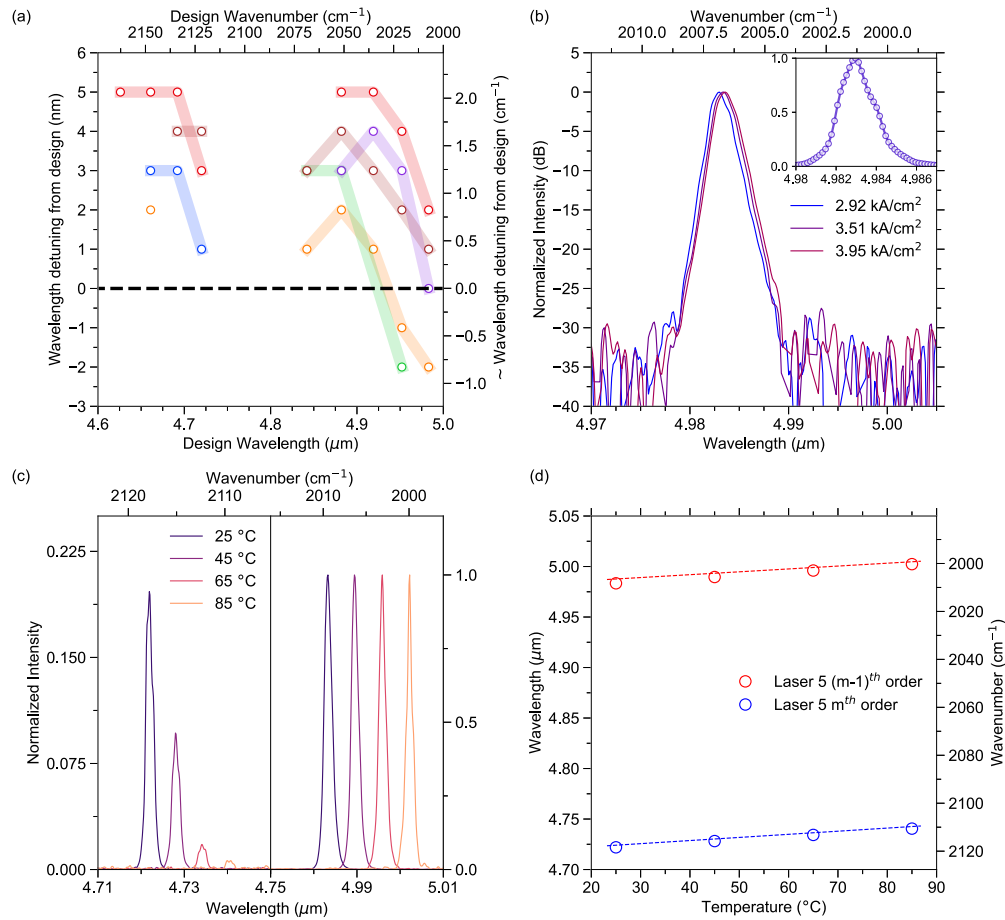 (a)
Design Wavenumber (cm−1)
2150 2125 2100 2075 2050 2025 2000
Wavelength detuning from design (nm)
6
5
4
3
2
1
0
−1
−2
−3
2.0
1.5
1.0
0.5
0.0
−0.5
−1.0
~ Wavelength detuning from design (cm−1)
4.6 4.7 4.8 4.9 5.0
Design Wavelength (μm)
(b)
Wavenumber (cm−1)
2010.0 2007.5 2005.0 2002.5 2000.0
Normalized Intensity (dB)
5
0
−5
−10
−15
−20
−25
−30
−35
−40
1.0
0.5
0.0
4.98 4.982 4.984 4.986
2.92 kA/cm2
3.51 kA/cm2
3.95 kA/cm2
4.97 4.98 4.99 5.00
Wavelength (μm)
(c)
Wavenumber (cm−1)
2120 2110 2010 2000
Normalized Intensity
0.225
0.150
0.075
0.000
25 °C
45 °C
65 °C
85 °C
1.0
0.5
0.0
4.71 4.73 4.75 4.99 5.01
Wavelength (μm)
(d)
Wavelength (μm)
5.05
5.00
4.95
4.90
4.85
4.80
4.75
4.70
Laser 5 (m-1)th order
Laser 5 mth order
2000
2020
2040
2060
2080
2100
2120
Wavenumber (cm−1)
20 30 40 50 60 70 80 90
Temperature (°C)